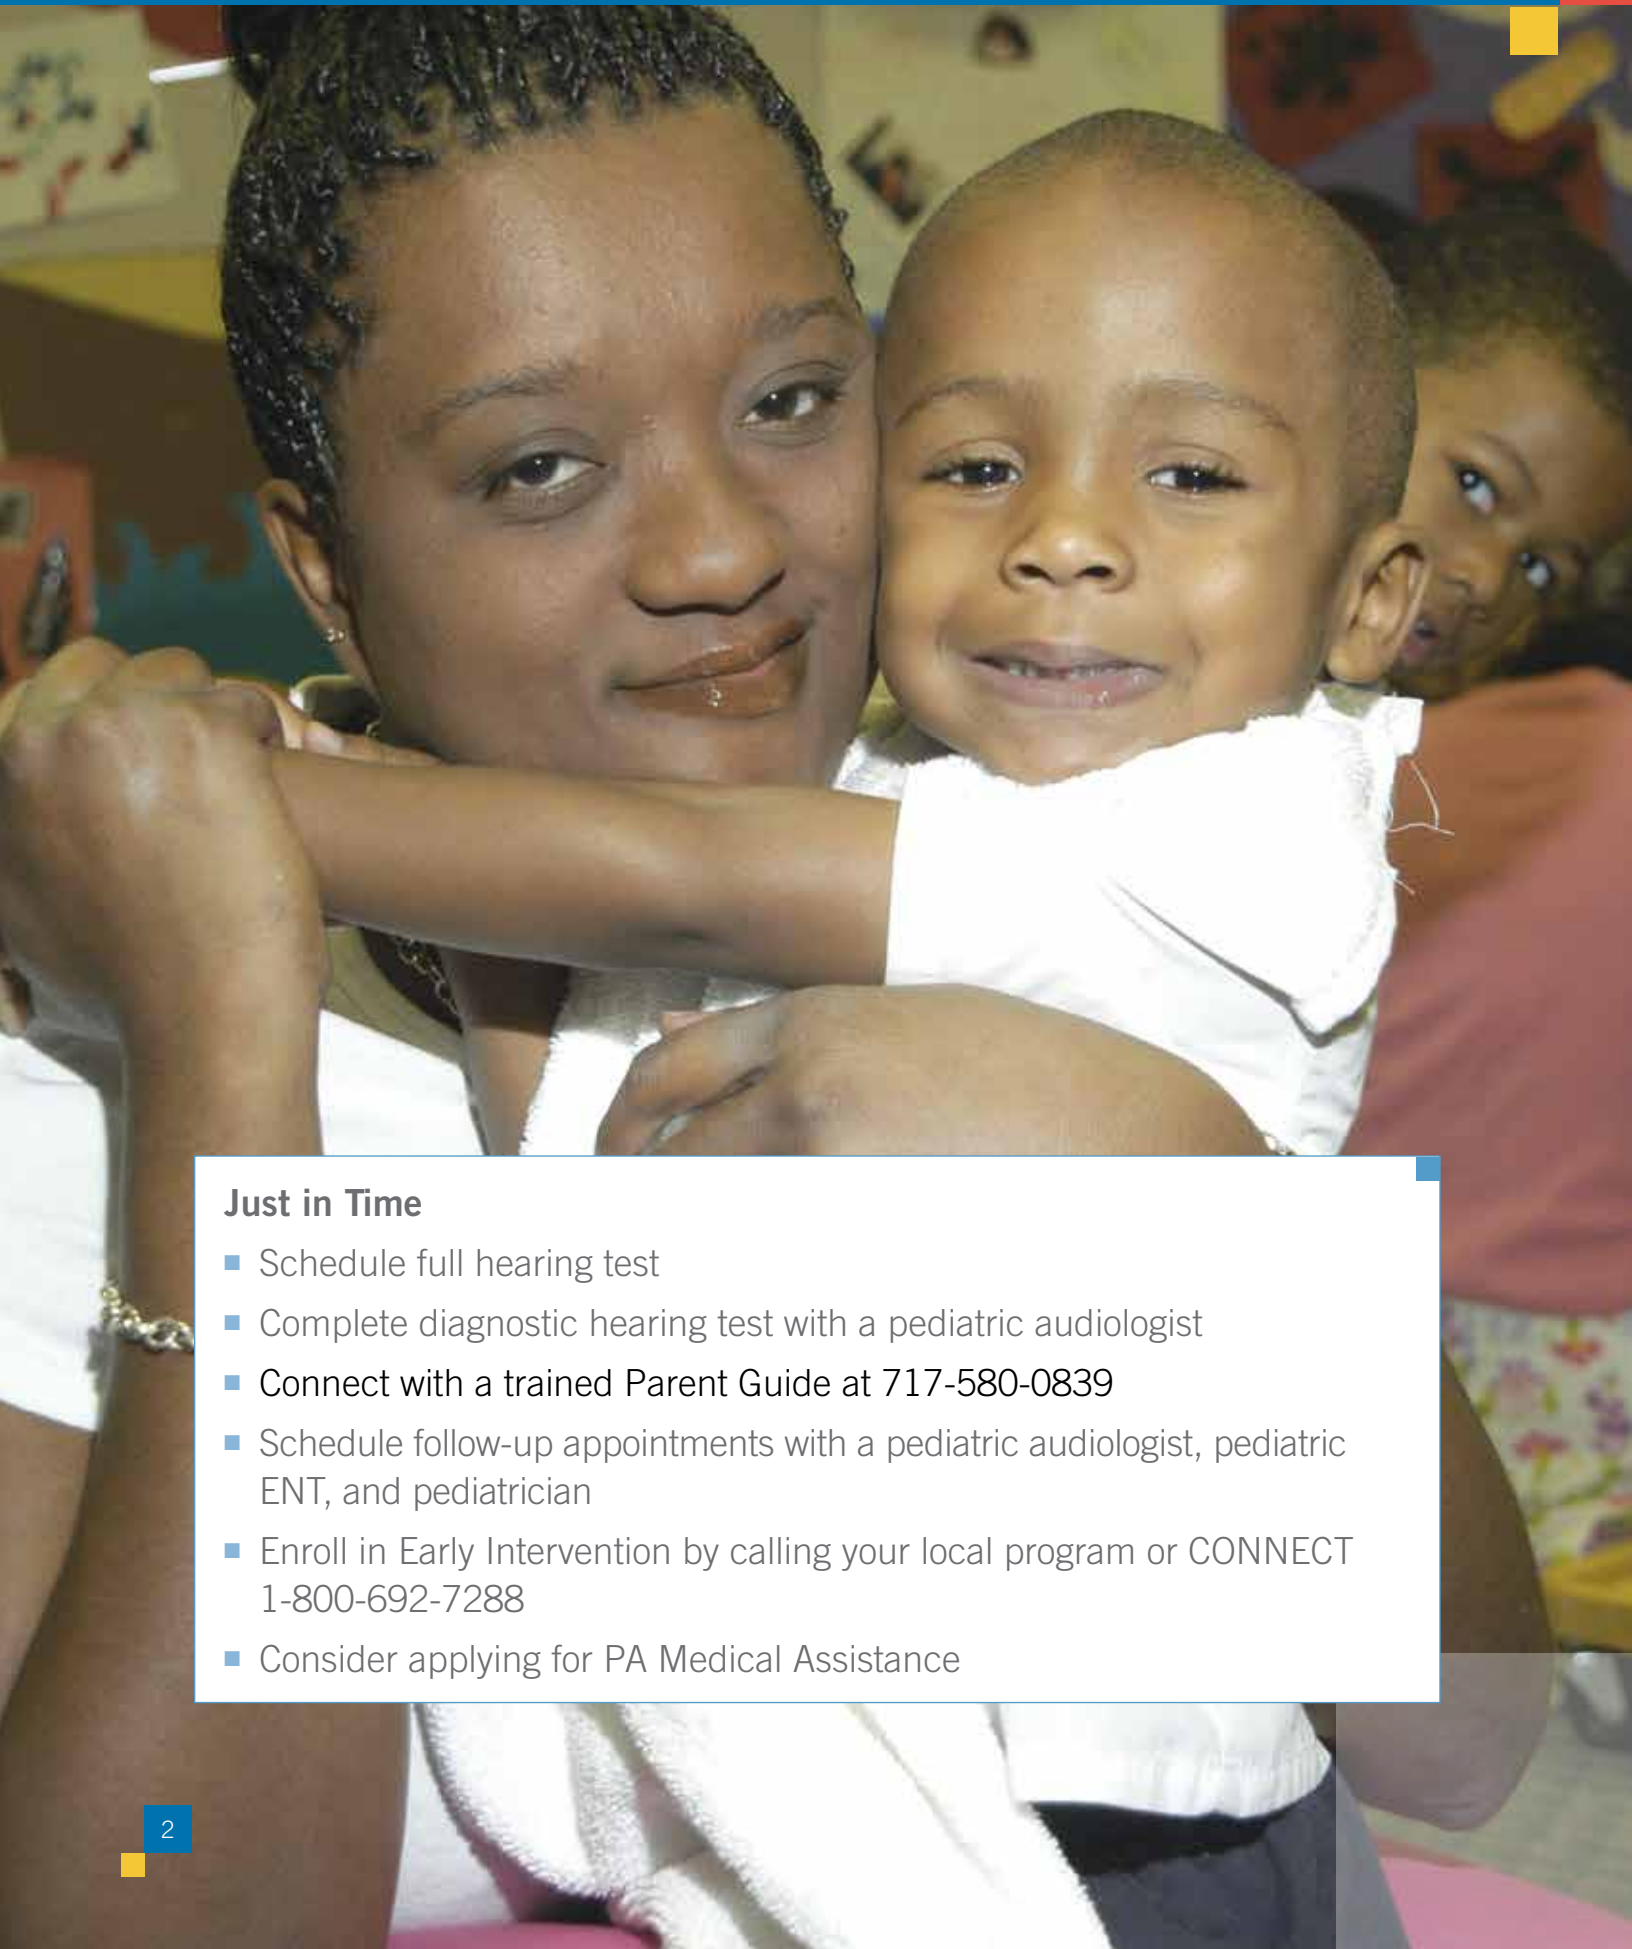 Just in Time
Schedule full hearing test
Complete diagnostic hearing test with a pediatric audiologist
Connect with a trained Parent Guide at 717-580-0839
Schedule follow-up appointments with a pediatric audiologist, pediatric
ENT, and pediatrician
Enroll in Early Intervention by calling your local program or CONNECT
1-800-692-7288
Consider applying for PA Medical Assistance
2